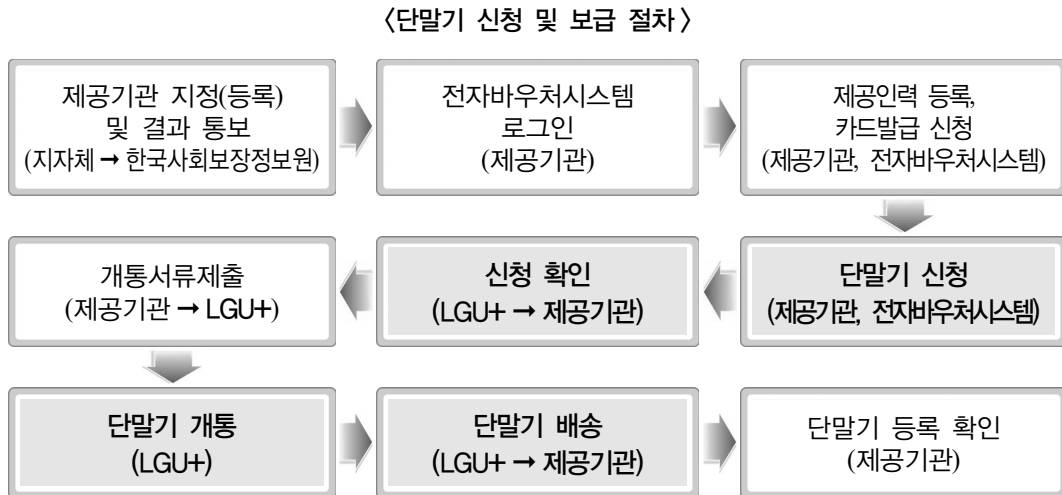 〈단말기 신청 및 보급 절차〉
제공기관 지정(등록)
및 결과 통보
(지자체 → 한국사회보장정보원)
전자바우처시스템
로그인
(제공기관)
제공인력 등록,
카드발급 신청
(제공기관, 전자바우처시스템)
단말기 신청
(제공기관, 전자바우처시스템)
신청 확인
(LGU+ → 제공기관)
개통서류제출
(제공기관 → LGU+)
단말기 개통
(LGU+)
단말기 배송
(LGU+ → 제공기관)
단말기 등록 확인
(제공기관)